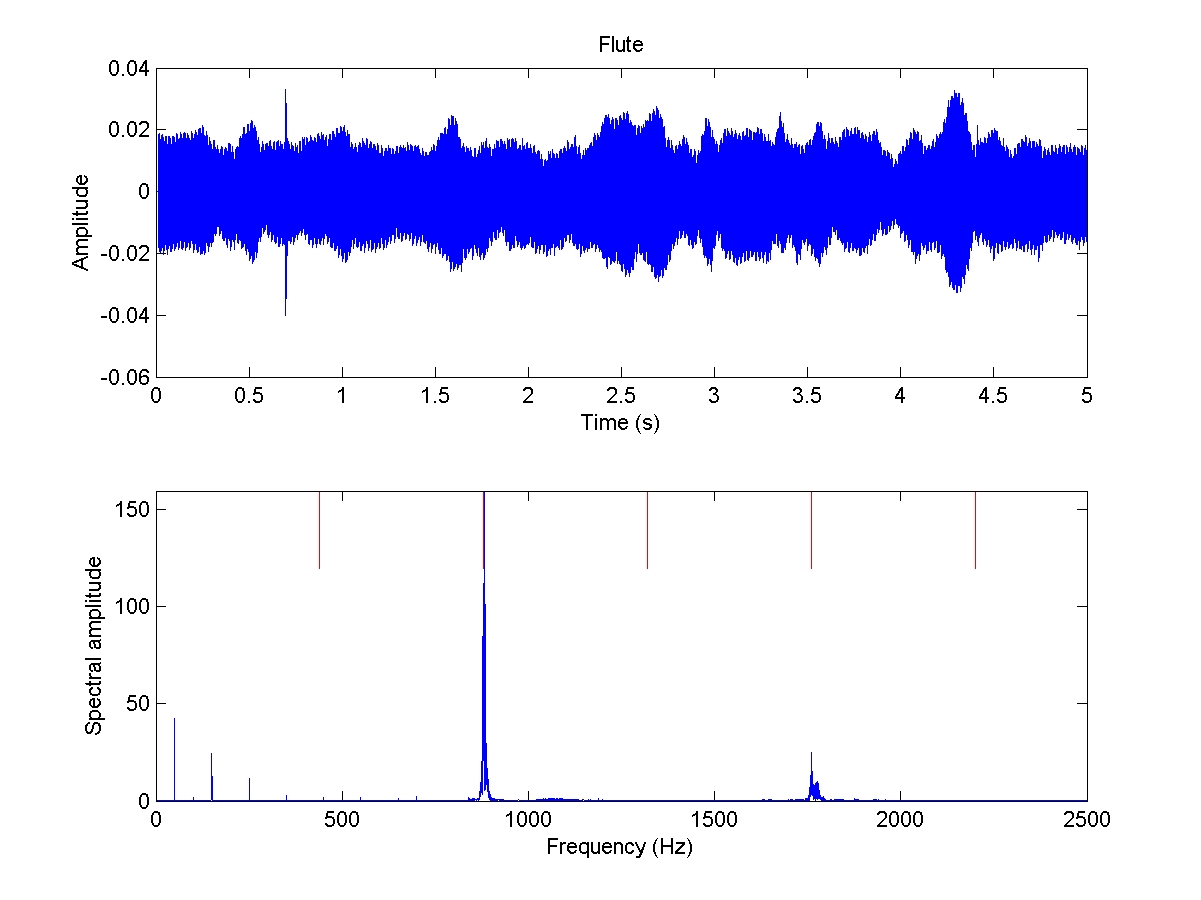 Flute
0.04
0.02
0
-0.02
-0.04
-0.06
Amplitude
0 0.5 1 1.5 2 2.5 3 3.5 4 4.5 5
Time (s)
150
100
50
0
Spectral amplitude
0 500 1000 1500 2000 2500
Frequency (Hz)